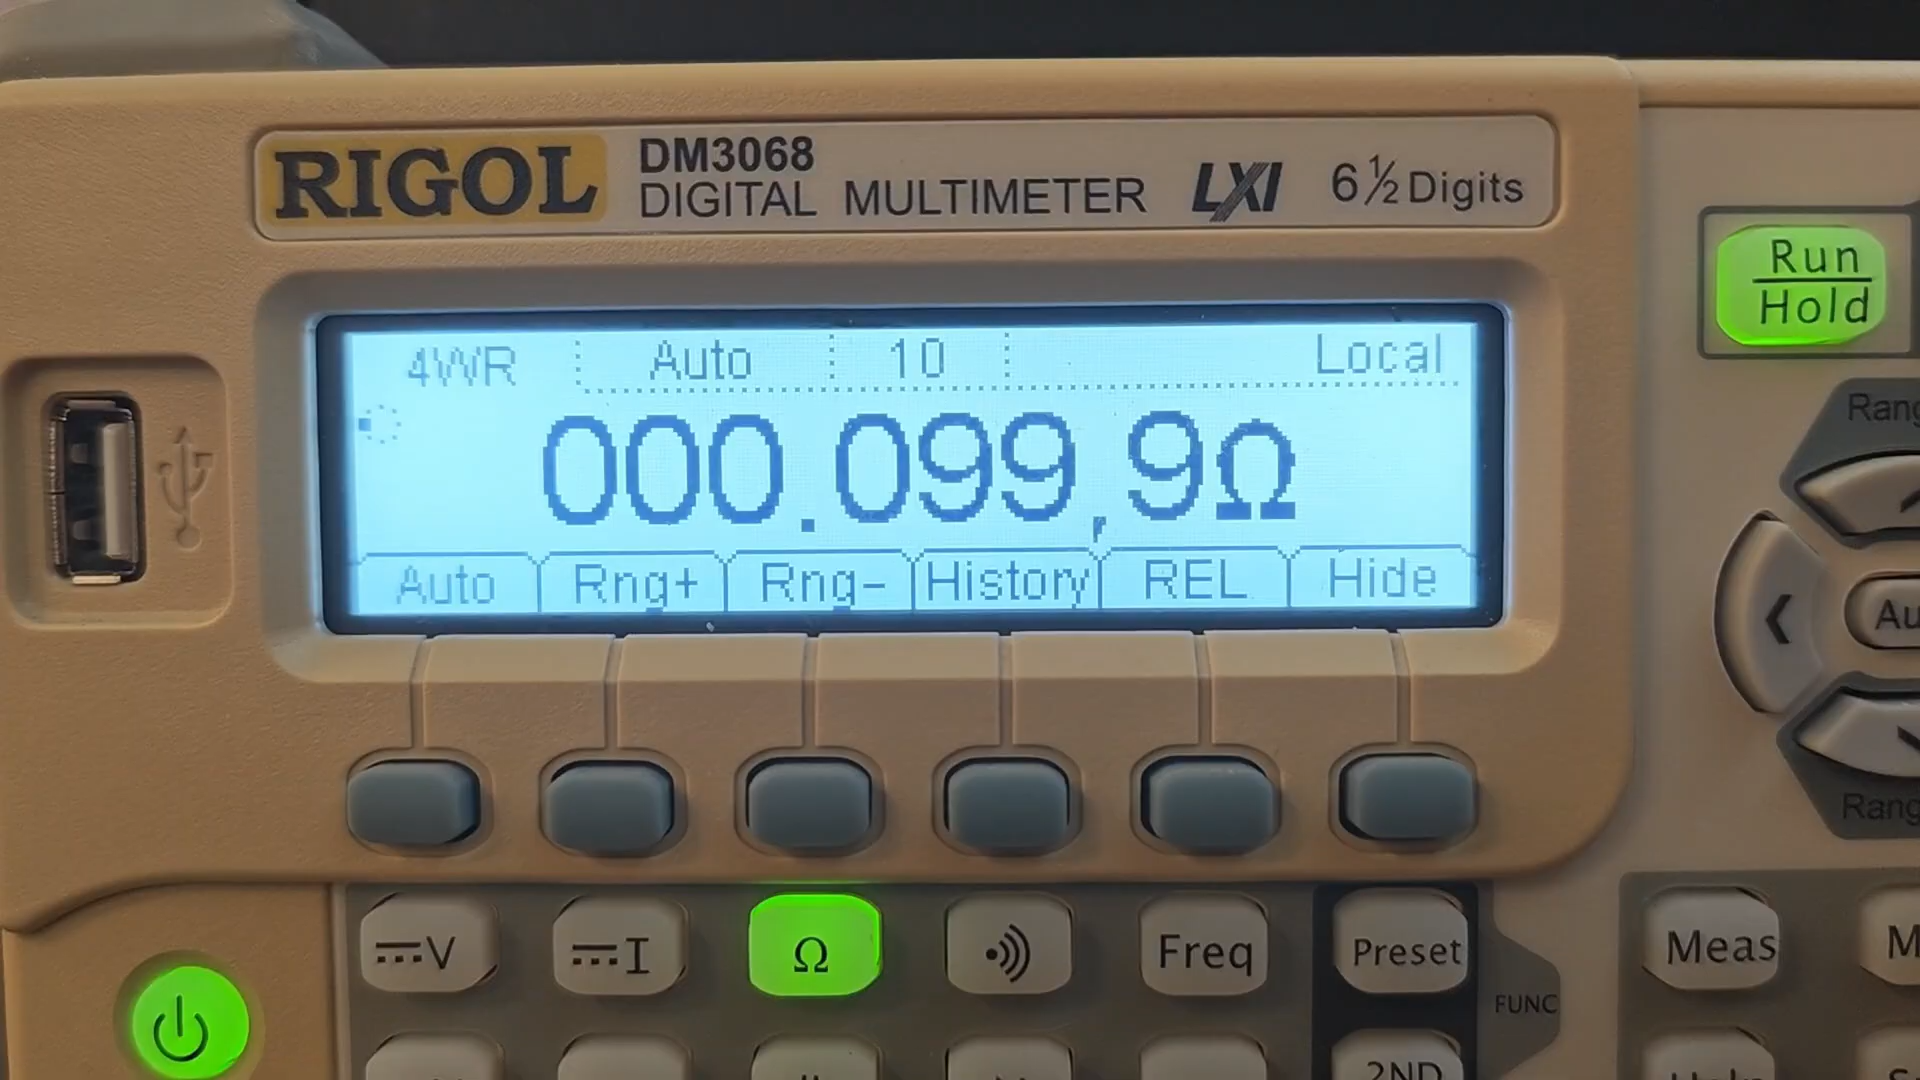 RIGOL
DM3068
DIGITAL MULTIMETER
LXI
6½ Digits
Run
Hold
4WR Auto 10 Local
000.099,9Ω
Auto Rng+ Rng- History REL Hide
V I Ω Freq Preset Meas
FUNC
2ND